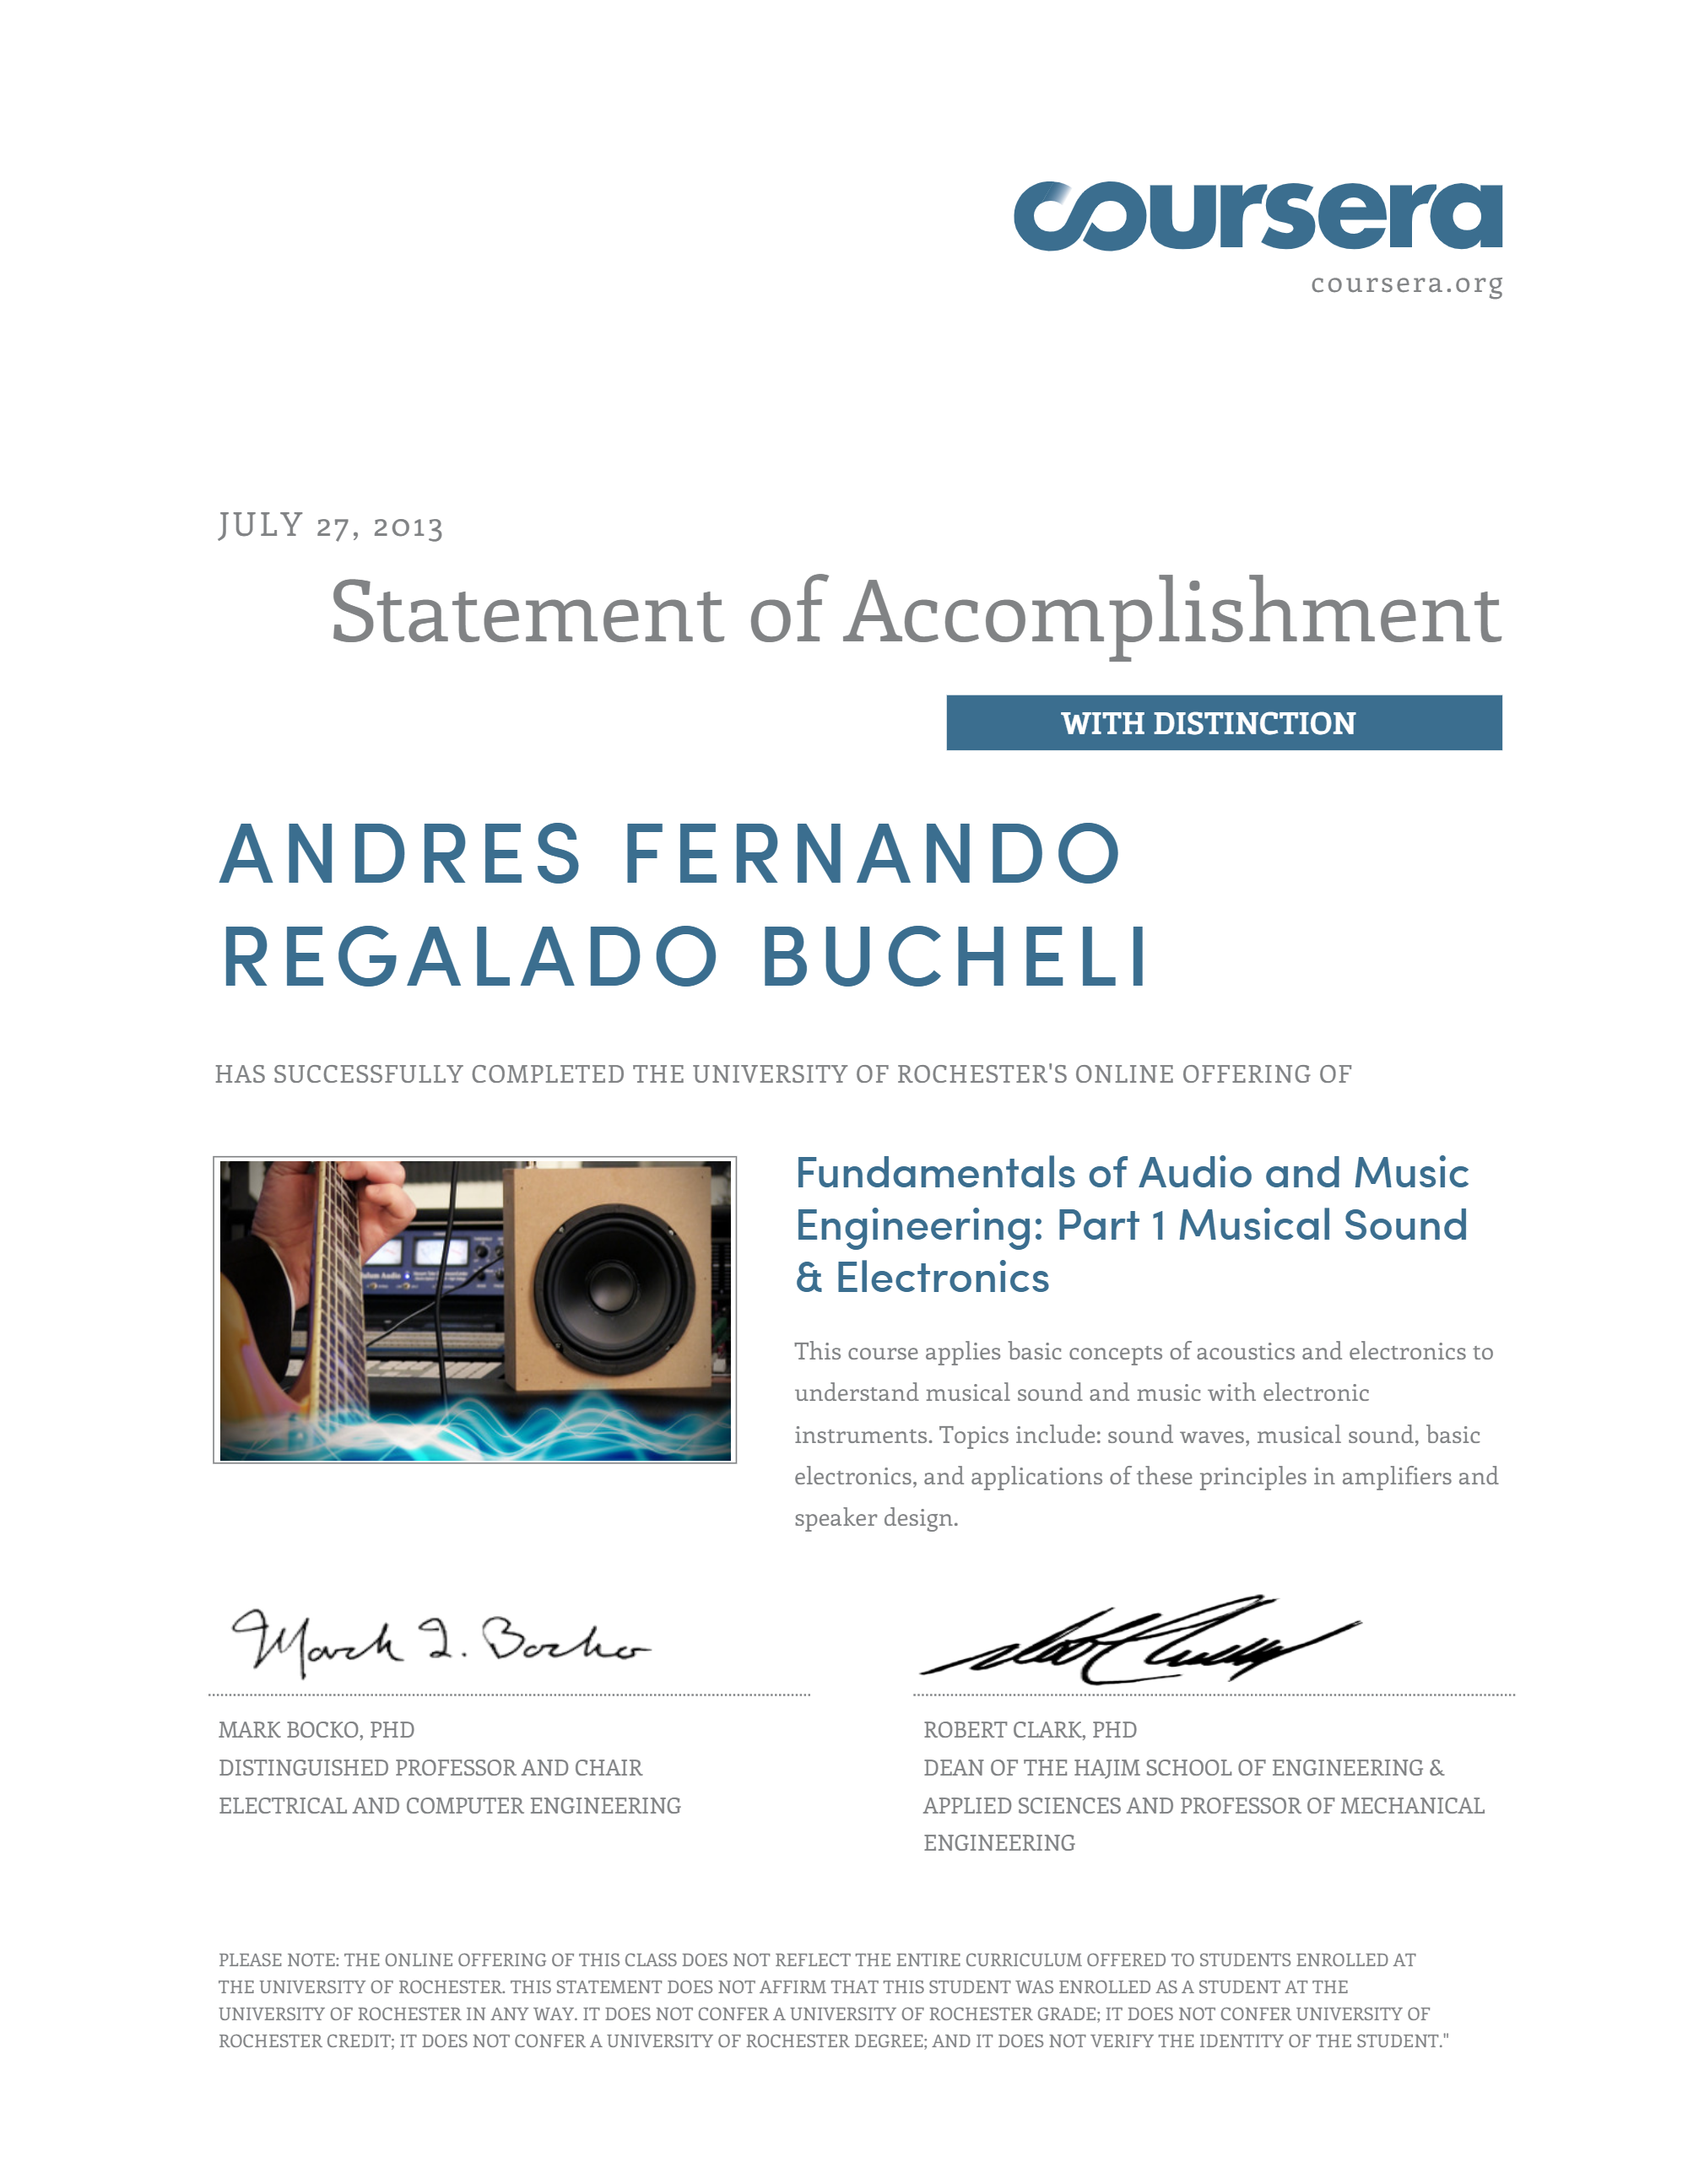 coursera
coursera.org
JULY 27, 2013
Statement of Accomplishment
WITH DISTINCTION
ANDRES FERNANDO
REGALADO BUCHELI
HAS SUCCESSFULLY COMPLETED THE UNIVERSITY OF ROCHESTER'S ONLINE OFFERING OF
Fundamentals of Audio and Music
Engineering: Part 1 Musical Sound
& Electronics
This course applies basic concepts of acoustics and electronics to
understand musical sound and music with electronic
instruments. Topics include: sound waves, musical sound, basic
electronics, and applications of these principles in amplifiers and
speaker design.
Mark F. Bocko
MARK BOCKO, PHD
DISTINGUISHED PROFESSOR AND CHAIR
ELECTRICAL AND COMPUTER ENGINEERING
ROBERT CLARK, PHD
DEAN OF THE HAJIM SCHOOL OF ENGINEERING &
APPLIED SCIENCES AND PROFESSOR OF MECHANICAL
ENGINEERING
PLEASE NOTE: THE ONLINE OFFERING OF THIS CLASS DOES NOT REFLECT THE ENTIRE CURRICULUM OFFERED TO STUDENTS ENROLLED AT
THE UNIVERSITY OF ROCHESTER. THIS STATEMENT DOES NOT AFFIRM THAT THIS STUDENT WAS ENROLLED AS A STUDENT AT THE
UNIVERSITY OF ROCHESTER IN ANY WAY. IT DOES NOT CONFER A UNIVERSITY OF ROCHESTER GRADE; IT DOES NOT CONFER UNIVERSITY OF
ROCHESTER CREDIT; IT DOES NOT CONFER A UNIVERSITY OF ROCHESTER DEGREE; AND IT DOES NOT VERIFY THE IDENTITY OF THE STUDENT."